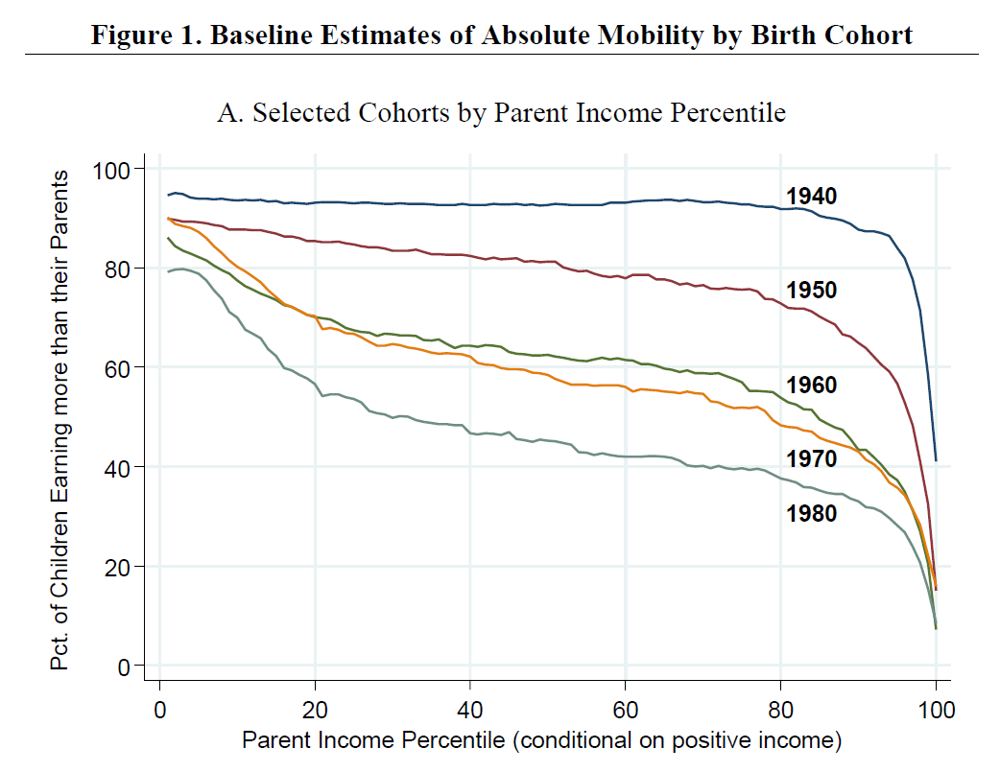 Figure 1. Baseline Estimates of Absolute Mobility by Birth Cohort
A. Selected Cohorts by Parent Income Percentile
Pct. of Children Earning more than their Parents
100
80
60
40
20
0
1940
1950
1960
1970
1980
0 20 40 60 80 100
Parent Income Percentile (conditional on positive income)